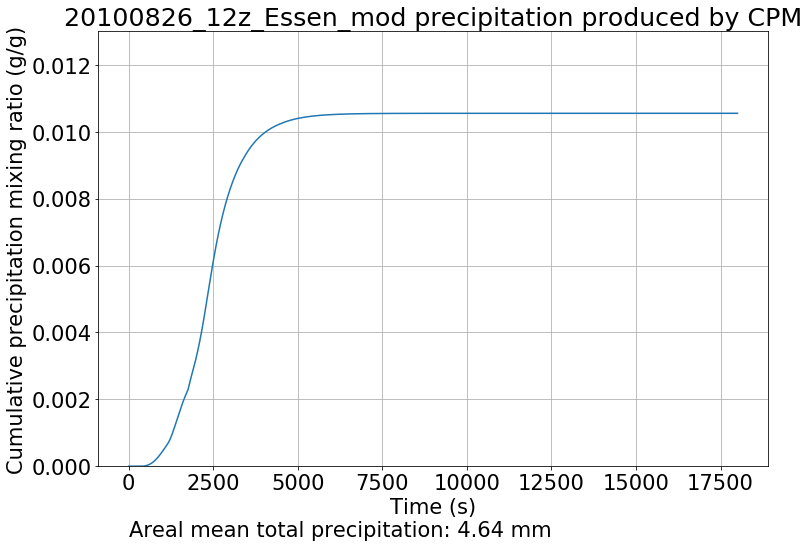 20100826_12z_Essen_mod precipitation produced by CPM
Cumulative precipitation mixing ratio (g/g)
0.012
0.010
0.008
0.006
0.004
0.002
0.000
0 2500 5000 7500 10000 12500 15000 17500
Time (s)
Areal mean total precipitation: 4.64 mm